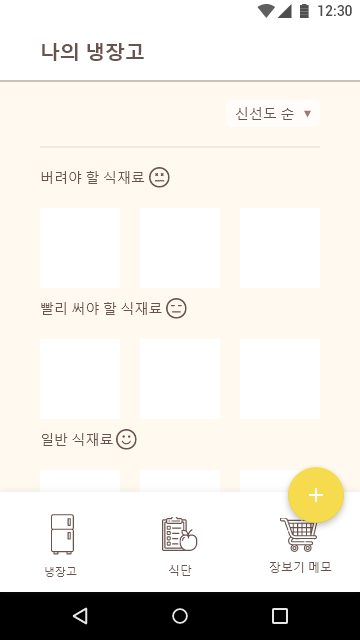 12:30
나의 냉장고
신선도 순 ▼
버려야 할 식재료
빨리 써야 할 식재료
일반 식재료
냉장고
식단
장보기 메모